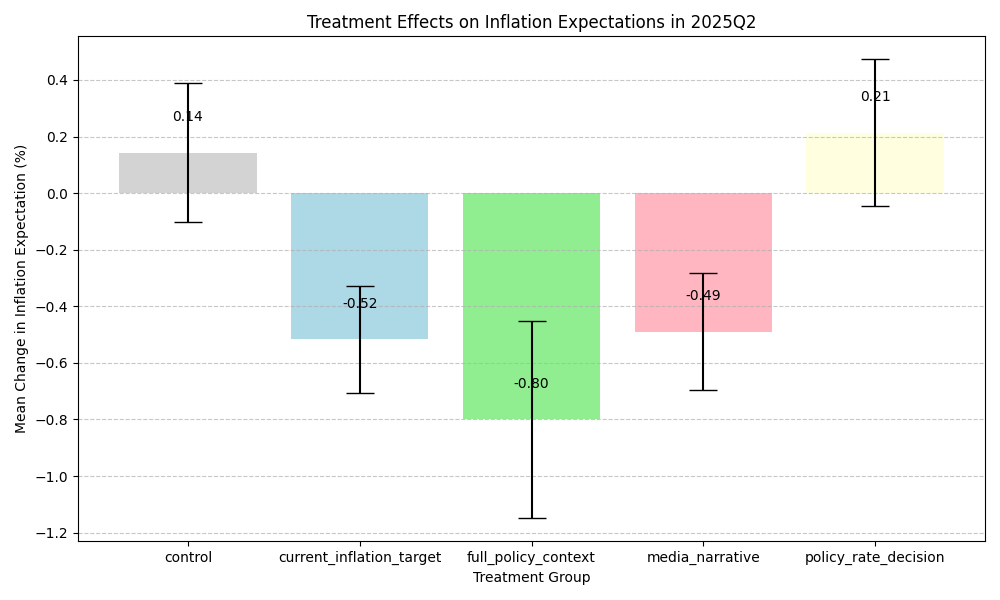 Treatment Effects on Inflation Expectations in 2025Q2
Mean Change in Inflation Expectation (%)
0.4
0.2
0.0
−0.2
−0.4
−0.6
−0.8
−1.0
−1.2
0.14
-0.52
-0.80
-0.49
0.21
control
current_inflation_target
full_policy_context
media_narrative
policy_rate_decision
Treatment Group